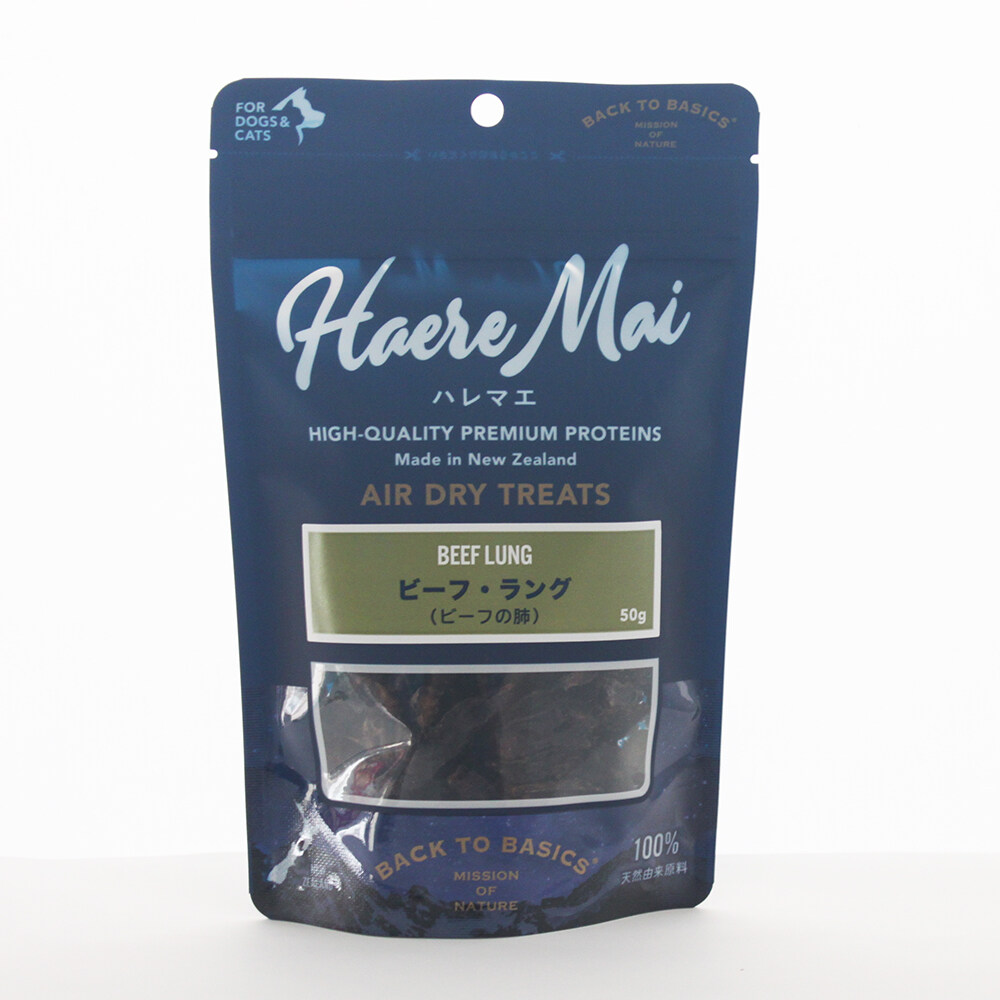 FOR
DOGS&
CATS
BACK TO BASICS®
MISSION
OF
NATURE
Haere Mai
ハレマエ
HIGH-QUALITY PREMIUM PROTEINS
Made in New Zealand
AIR DRY TREATS
BEEF LUNG
ビーフ・ラング
(ビーフの肺)
50g
BACK TO BASICS®
MISSION
OF
NATURE
100%
天然由来原料